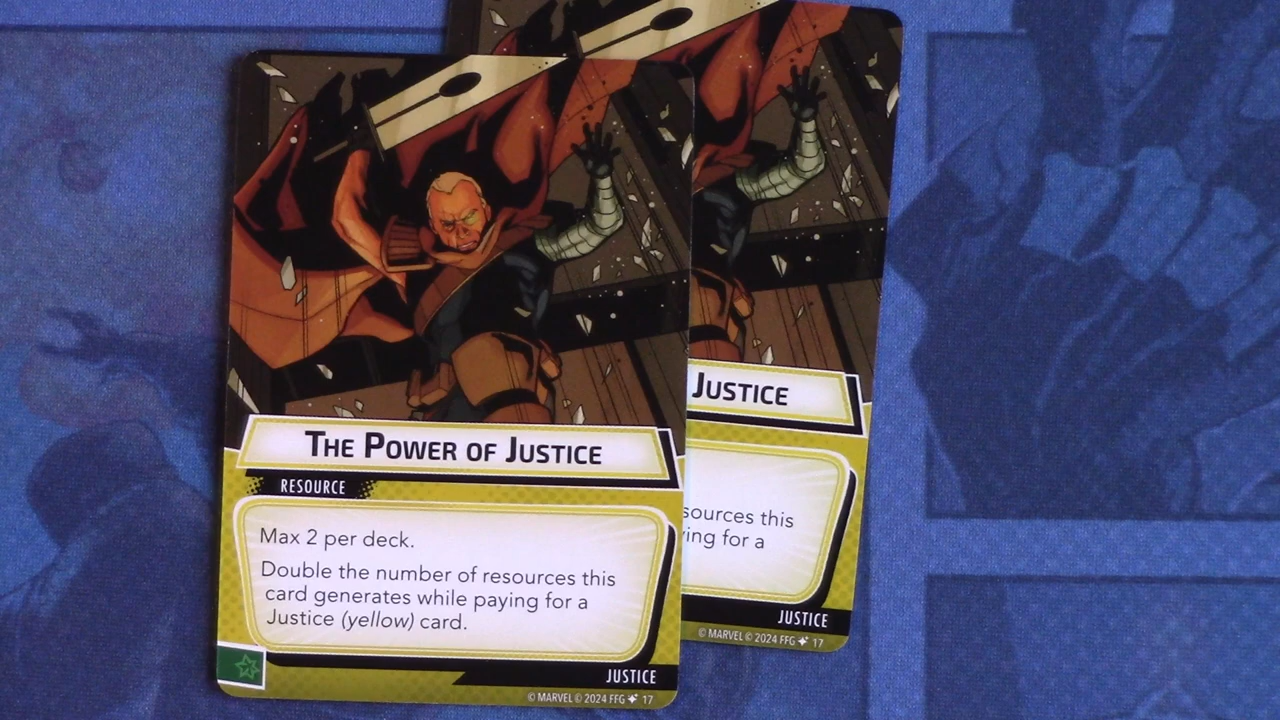 THE POWER OF JUSTICE
RESOURCE
Max 2 per deck.
Double the number of resources this
card generates while paying for a
Justice (yellow) card.
JUSTICE
© MARVEL © 2024 FFG 17
JUSTICE
sources this
ying for a
JUSTICE
© MARVEL © 2024 FFG 17